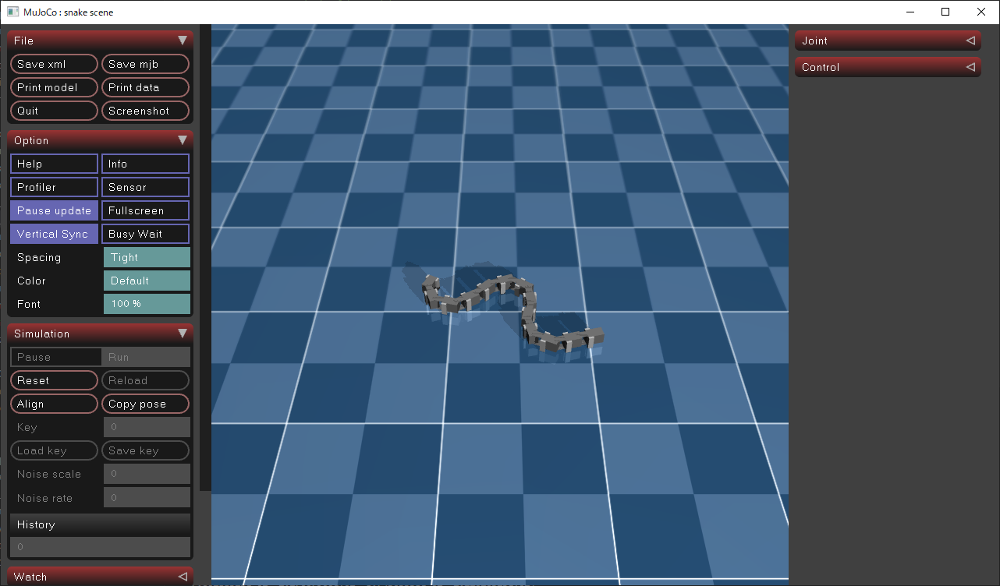 MuJoCo : snake scene
File
Save xml
Save mjb
Print model
Print data
Quit
Screenshot
Option
Help
Info
Profiler
Sensor
Pause update
Fullscreen
Vertical Sync
Busy Wait
Spacing
Tight
Color
Default
Font
100 %
Simulation
Pause
Run
Reset
Reload
Align
Copy pose
Key
0
Load key
Save key
Noise scale
0
Noise rate
0
History
0
Watch
Joint
Control